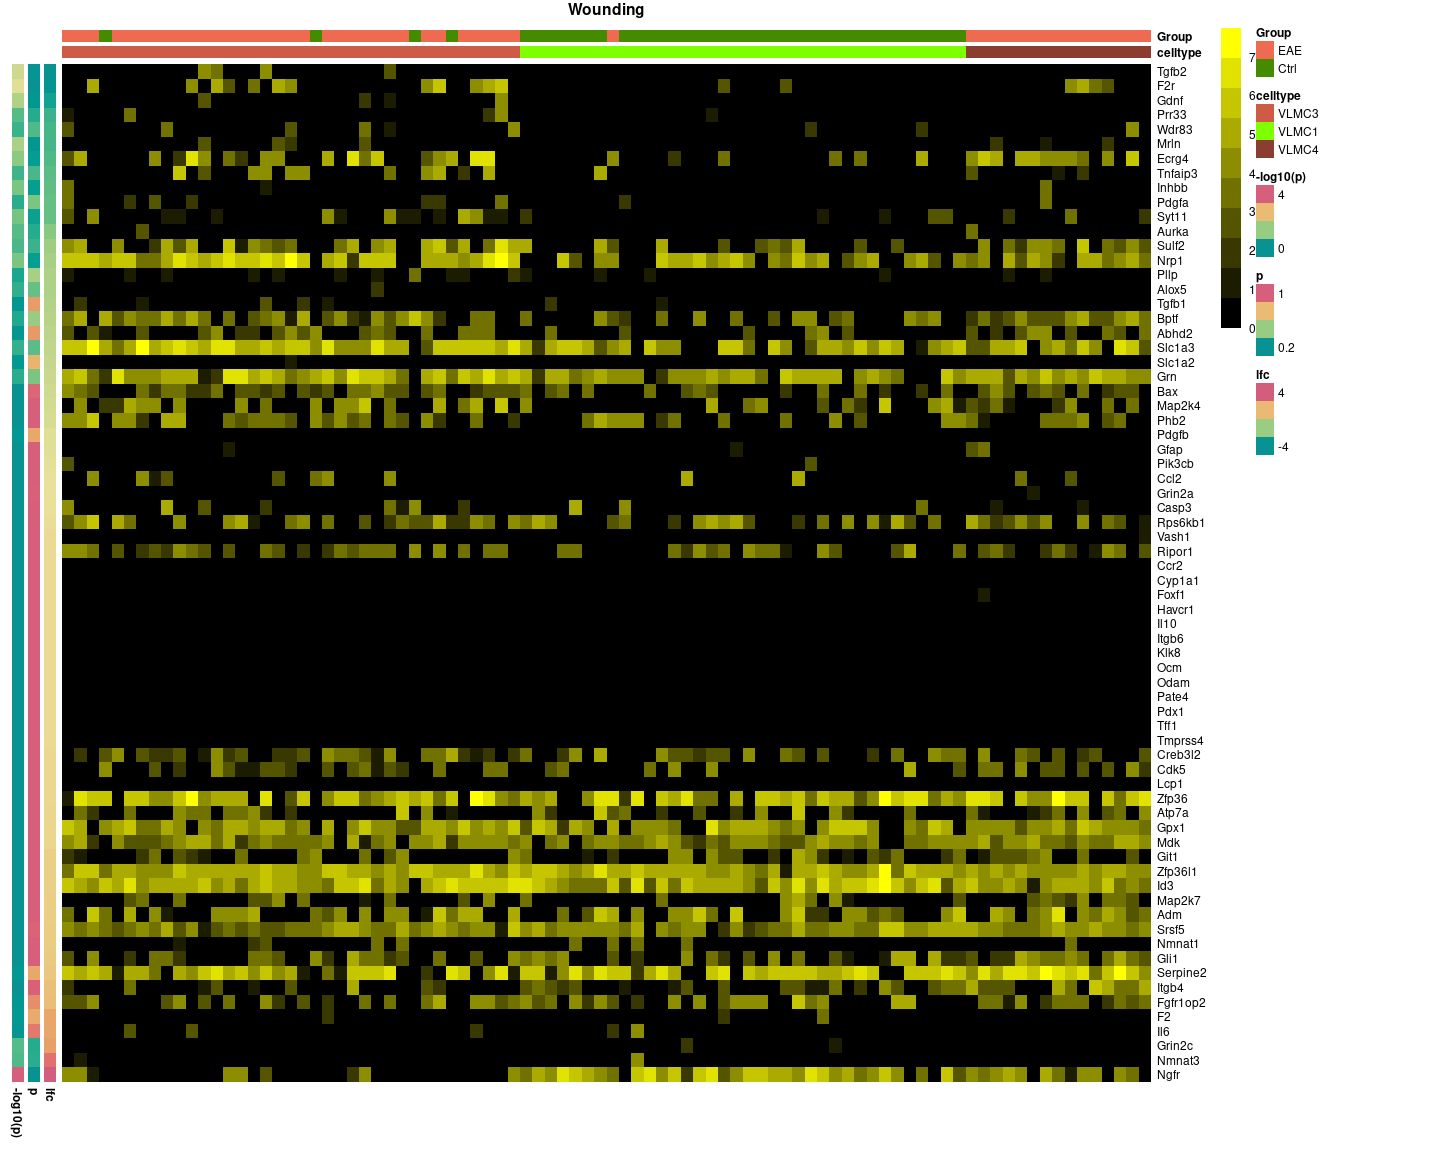 Wounding
Group
celltype
Tgfb2
F2r
Gdnf
Prr33
Wdr83
Mrln
Ecrg4
Tnfaip3
Inhbb
Pdgfa
Syt11
Aurka
Sulf2
Nrp1
Pllp
Alox5
Tgfb1
Bptf
Abhd2
Slc1a3
Slc1a2
Grn
Bax
Map2k4
Phb2
Pdgfb
Gfap
Pik3cb
Ccl2
Grin2a
Casp3
Rps6kb1
Vash1
Ripor1
Ccr2
Cyp1a1
Foxf1
Havcr1
Il10
Itgb6
Klk8
Ocm
Odam
Pate4
Pdx1
Tff1
Tmprss4
Creb3l2
Cdk5
Lcp1
Zfp36
Atp7a
Gpx1
Mdk
Git1
Zfp36l1
Id3
Map2k7
Adm
Srsf5
Nmnat1
Gli1
Serpine2
Itgb4
Fgfr1op2
F2
Il6
Grin2c
Nmnat3
Ngfr
-log10(p)
p
lfc
7
6
5
4
3
2
1
0
Group
EAE
Ctrl
celltype
VLMC3
VLMC1
VLMC4
-log10(p)
4
0
p
1
0.2
lfc
4
-4